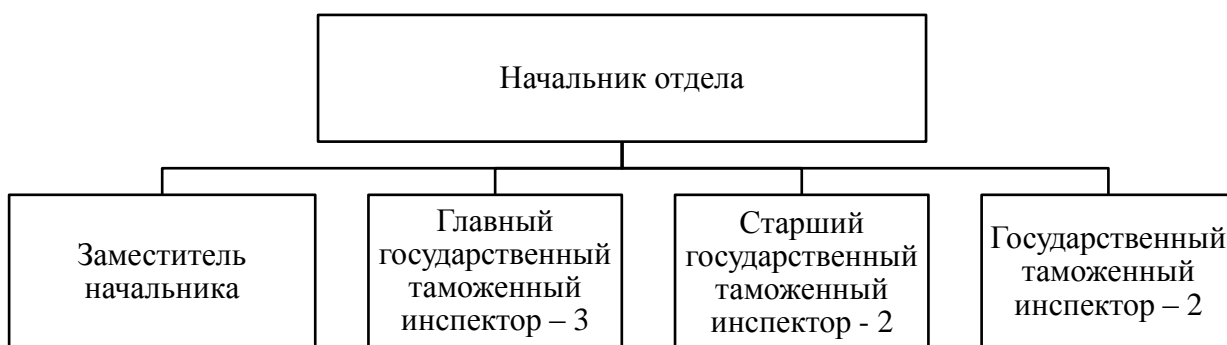 Начальник отдела
Заместитель
начальника
Главный
государственный
таможенный
инспектор – 3
Старший
государственный
таможенный
инспектор - 2
Государственный
таможенный
инспектор – 2